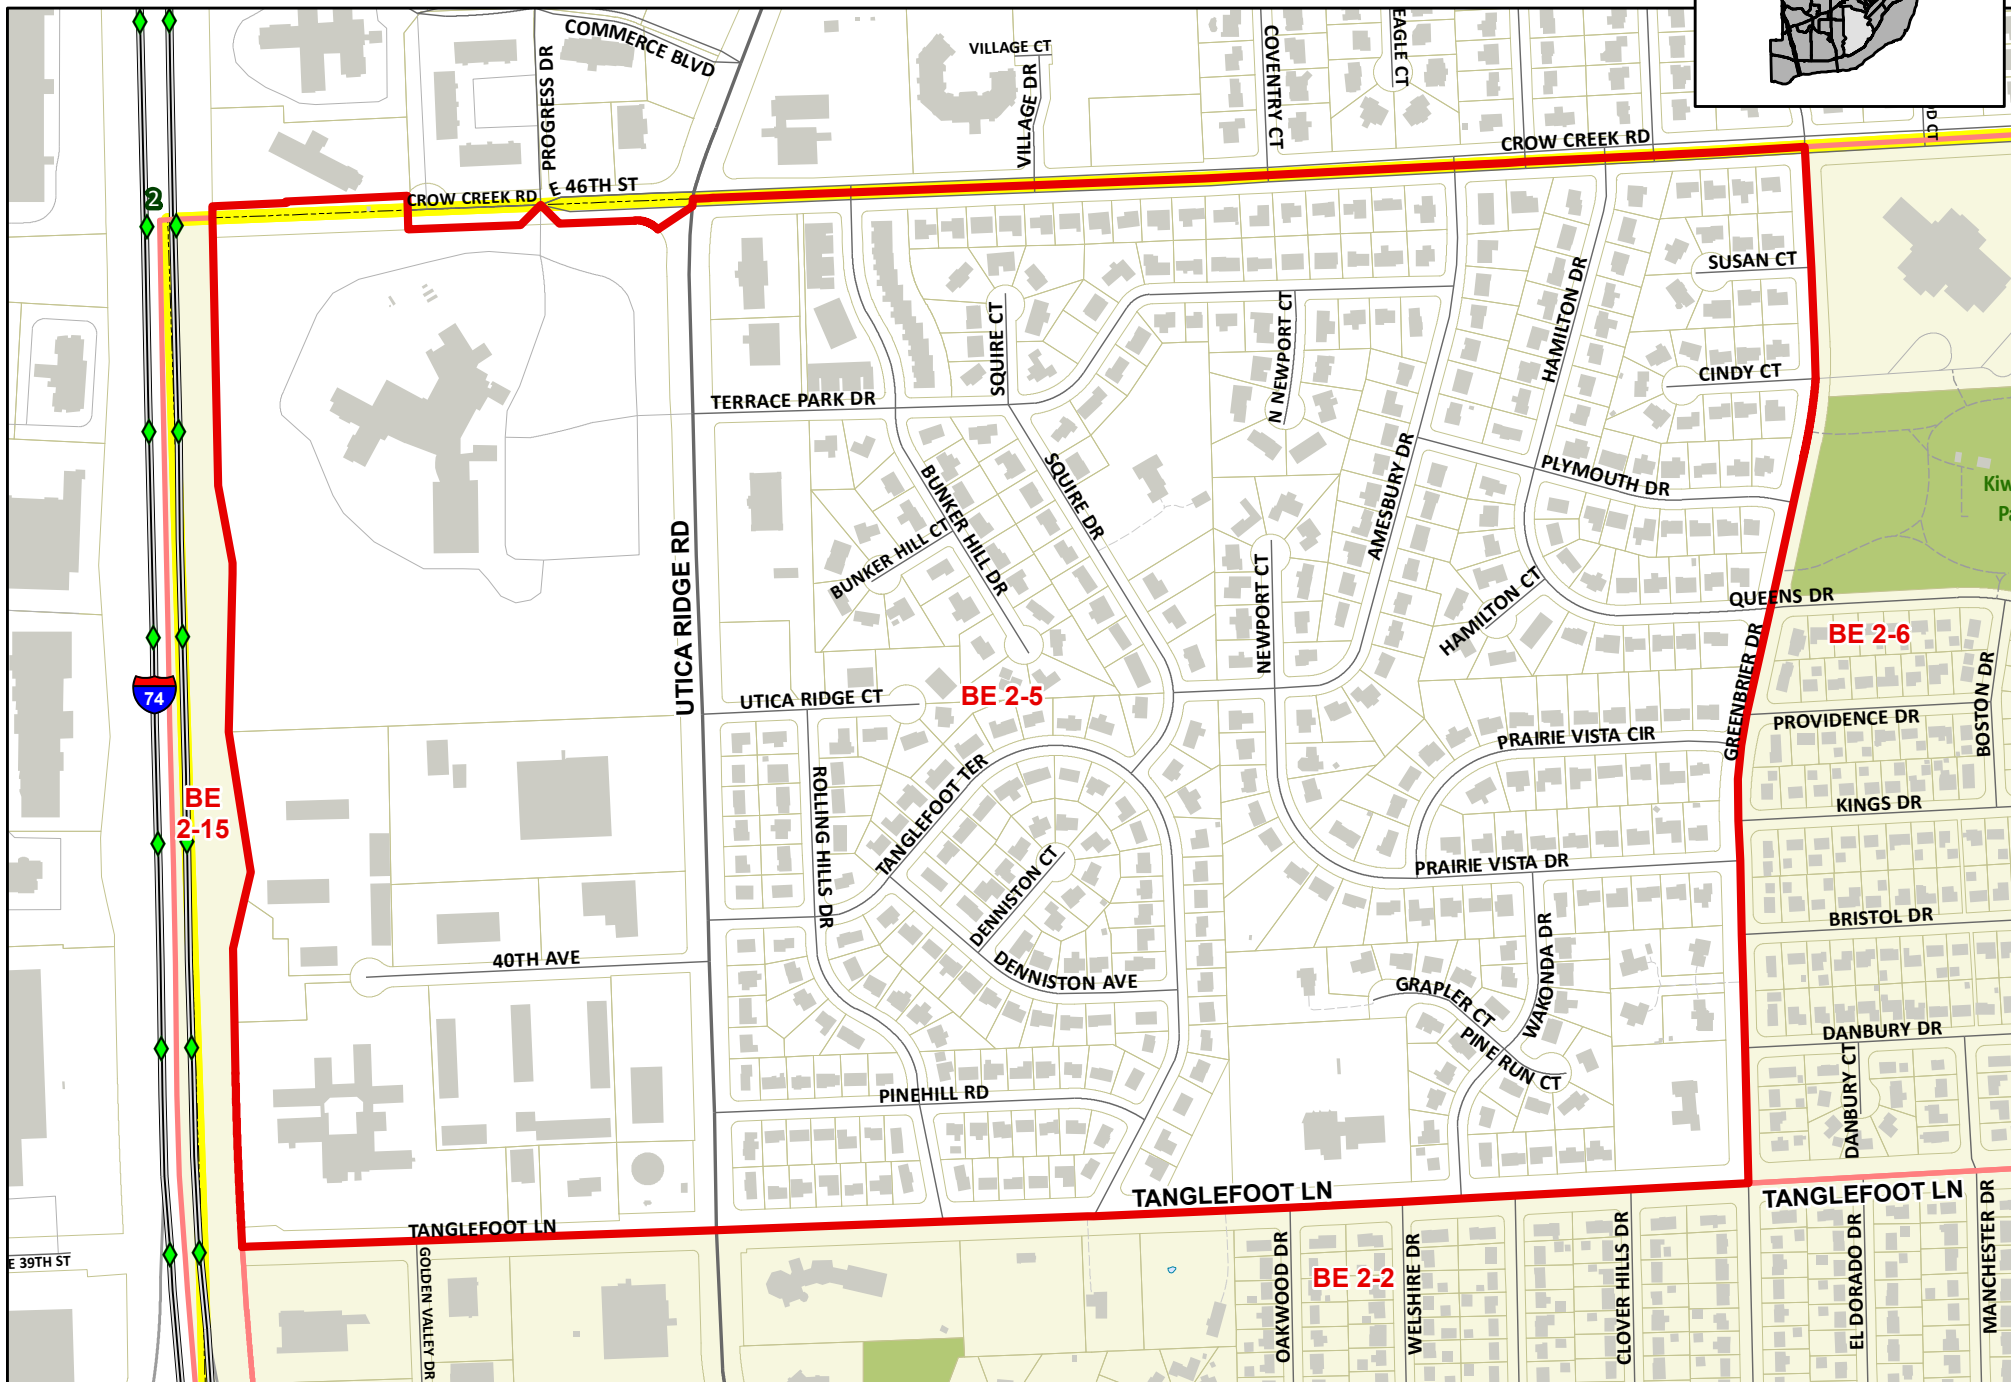 COMMERCE BLVD
PROGRESS DR
VILLAGE CT
VILLAGE DR
COVENTRY CT
EAGLE CT
CROW CREEK RD
D CT
2
CROW CREEK RD
E 46TH ST
SUSAN CT
HAMILTON DR
SQUIRE CT
N NEWPORT CT
CINDY CT
TERRACE PARK DR
AMESBURY DR
PLYMOUTH DR
BUNKER HILL DR
SQUIRE DR
BUNKER HILL CT
UTICA RIDGE RD
NEWPORT CT
HAMILTON CT
QUEENS DR
BE 2-6
GREENBRIER DR
BOSTON DR
74
UTICA RIDGE CT
BE 2-5
PROVIDENCE DR
PRAIRIE VISTA CIR
BE
2-15
ROLLING HILLS DR
TANGLEFOOT TER
KINGS DR
DENNISTON CT
PRAIRIE VISTA DR
BRISTOL DR
WAKONDA DR
40TH AVE
DENNISTON AVE
GRAPLER CT
PINE RUN CT
DANBURY DR
DANBURY CT
PINEHILL RD
TANGLEFOOT LN
TANGLEFOOT LN
TANGLEFOOT LN
E 39TH ST
GOLDEN VALLEY DR
OAKWOOD DR
BE 2-2
WELSHIRE DR
CLOVER HILLS DR
EL DORADO DR
MANCHESTER DR